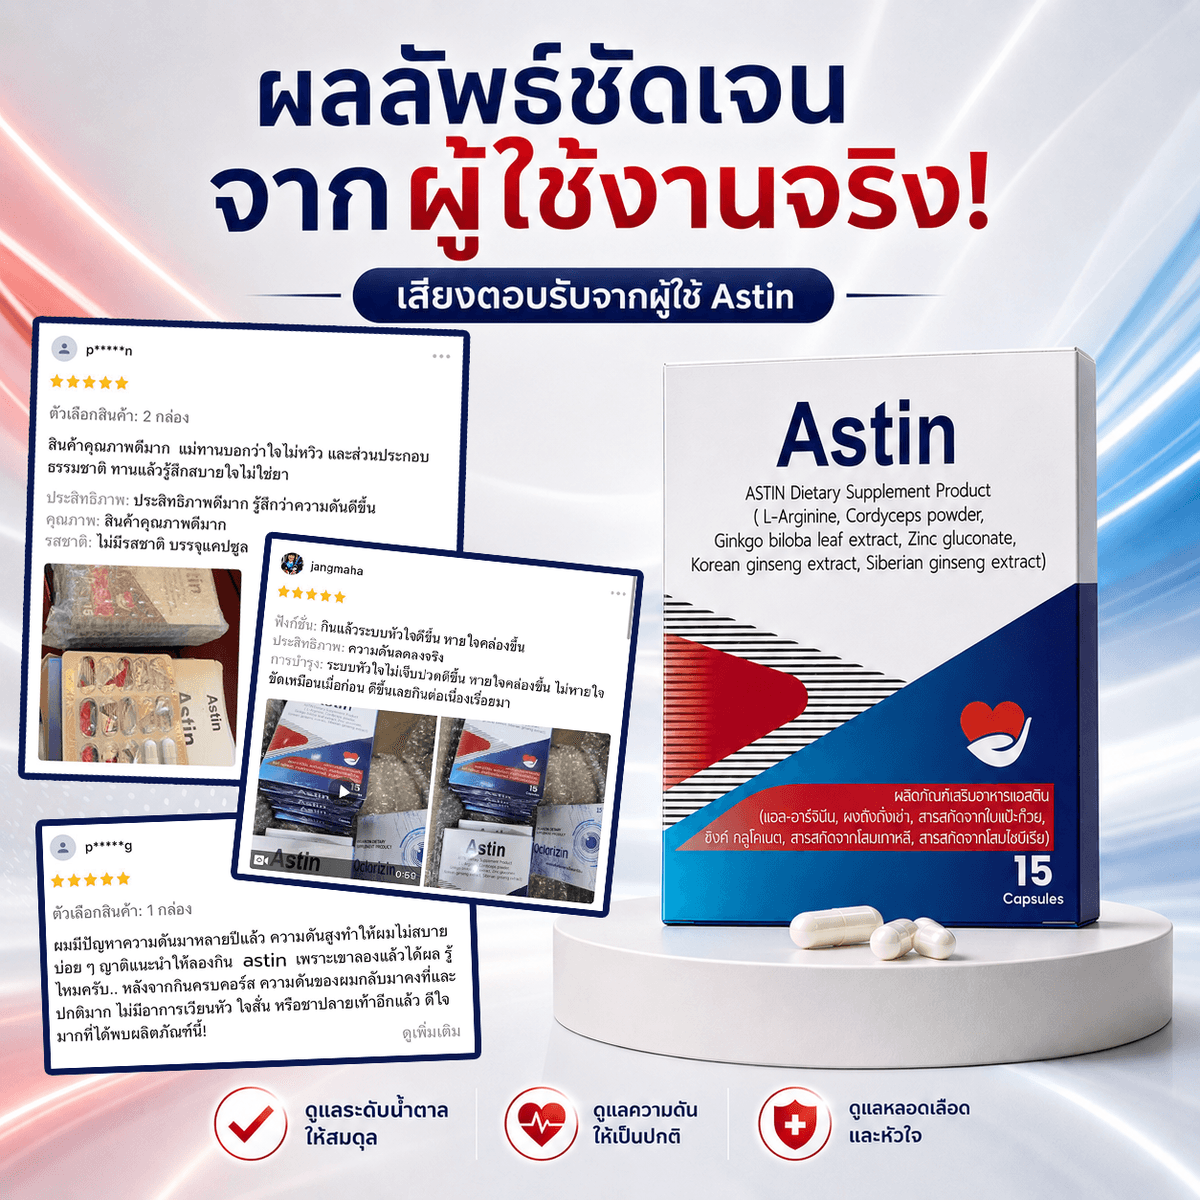 ผลลัพธ์ชัดเจน
จากผู้ใช้งานจริง!
เสียงตอบรับจากผู้ใช้ Astin
p*****n
ตัวเลือกสินค้า: 2 กล่อง
สินค้าคุณภาพดีมาก แม่ทานบอกว่าใจไม่หวิว และส่วนประกอบ
ธรรมชาติ ทานแล้วรู้สึกสบายใจไม่ใช่ยา
ประสิทธิภาพ: ประสิทธิภาพดีมาก รู้สึกว่าความดันดีขึ้น
คุณภาพ: สินค้าคุณภาพดีมาก
รสชาติ: ไม่มีรสชาติ บรรจุแคปซูล
Astin
15
Astin
Astin
jangmaha
ฟังก์ชั่น: กินแล้วระบบหัวใจดีขึ้น หายใจคล่องขึ้น
ประสิทธิภาพ: ความดันลดลงจริง
การบำรุง: ระบบหัวใจไม่เจ็บปวดดีขึ้น หายใจคล่องขึ้น ไม่หายใจ
ขัดเหมือนเมื่อก่อน ดีขึ้นเลยกินต่อเนื่องเรื่อยมา
15
Astin
Oclarizin
0:59
15
Astin
Oclarizin
p*****g
ตัวเลือกสินค้า: 1 กล่อง
ผมมีปัญหาความดันมาหลายปีแล้ว ความดันสูงทำให้ผมไม่สบาย
บ่อย ๆ ญาติแนะนำให้ลองกิน astin เพราะเขาลองแล้วได้ผล รู้
ไหมครับ.. หลังจากกินครบคอร์ส ความดันของผมกลับมาคงที่และ
ปกติมาก ไม่มีอาการเวียนหัว ใจสั่น หรือชาปลายเท้าอีกแล้ว ดีใจ
มากที่ได้พบผลิตภัณฑ์นี้!
ดูเพิ่มเติม
Astin
ASTIN Dietary Supplement Product
( L-Arginine, Cordyceps powder,
Ginkgo biloba leaf extract, Zinc gluconate,
Korean ginseng extract, Siberian ginseng extract)
ผลิตภัณฑ์เสริมอาหารแอสติน
(แอล-อาร์จินีน, ผงถั่งถั่งเช่า, สารสกัดจากใบแป๊ะก๊วย,
ซิงค์ กลูโคเนต, สารสกัดจากโสมเกาหลี, สารสกัดจากโสมไซบีเรีย)
15
Capsules
ดูแลระดับน้ำตาล
ให้สมดุล
ดูแลความดัน
ให้เป็นปกติ
ดูแลหลอดเลือด
และหัวใจ